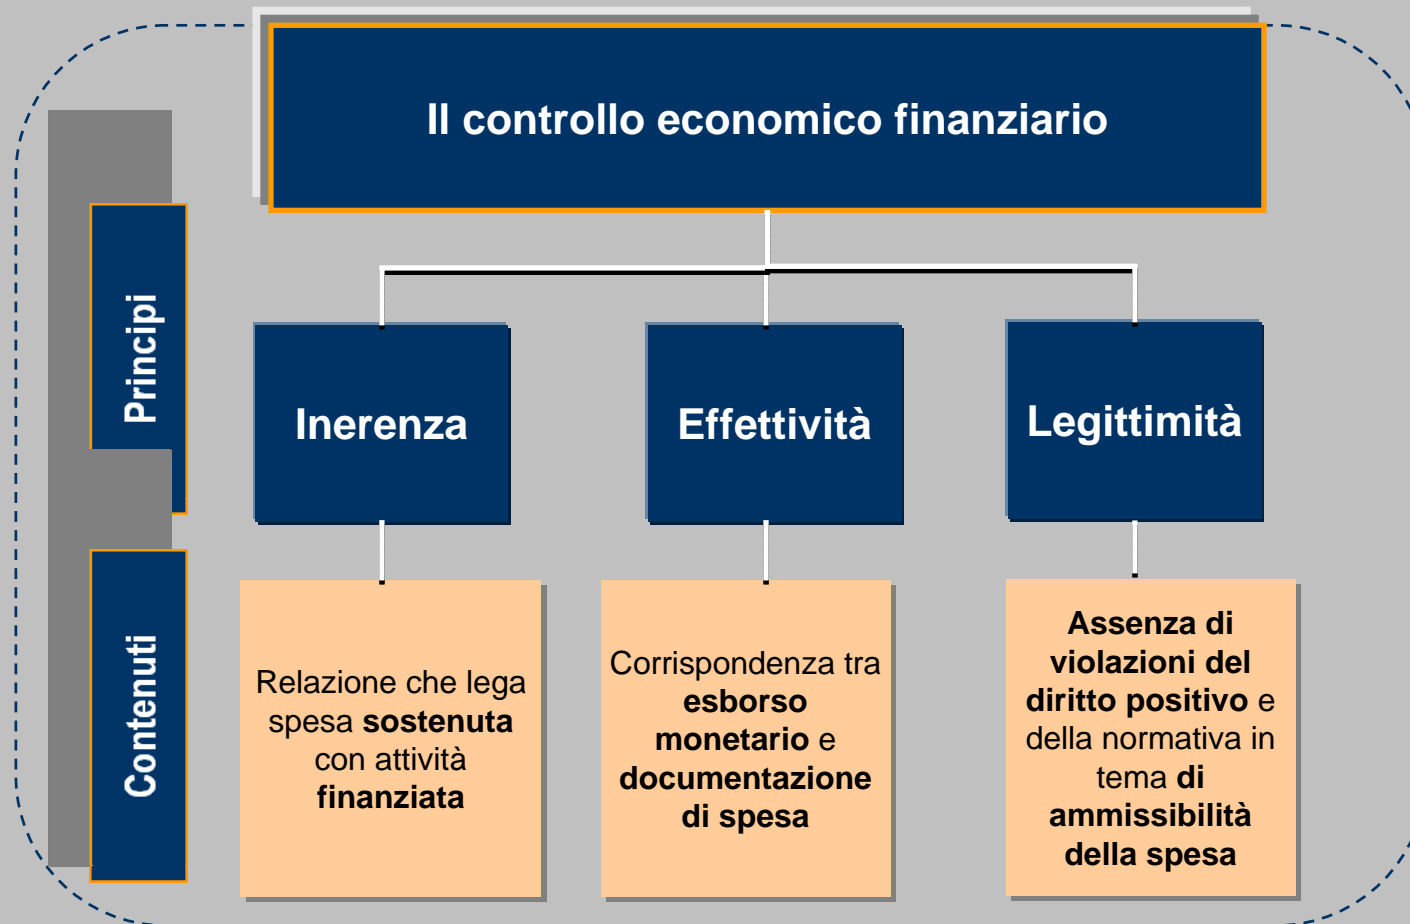 Il controllo economico finanziario
Principi
Inerenza
Effettività
Legittimità
Contenuti
Relazione che lega
spesa sostenuta
con attività
finanziata
Corrispondenza tra
esborso
monetario e
documentazione
di spesa
Assenza di
violazioni del
diritto positivo e
della normativa in
tema di
ammissibilità
della spesa